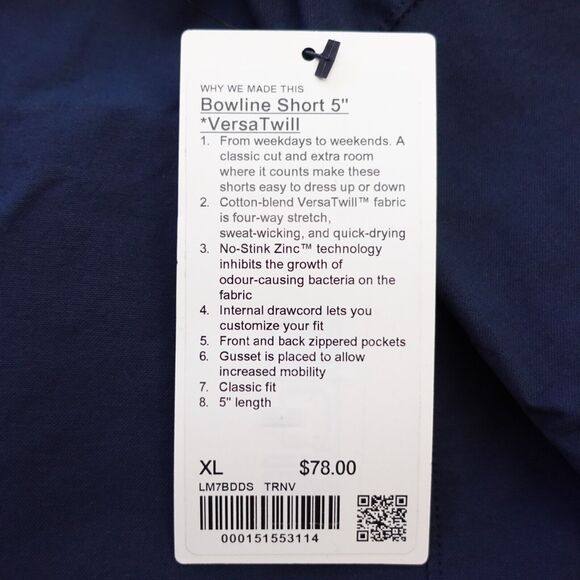 WHY WE MADE THIS
Bowline Short 5"
*VersaTwill
1. From weekdays to weekends. A
classic cut and extra room
where it counts make these
shorts easy to dress up or down
2. Cotton-blend VersaTwill™ fabric
is four-way stretch,
sweat-wicking, and quick-drying
3. No-Stink Zinc™ technology
inhibits the growth of
odour-causing bacteria on the
fabric
4. Internal drawcord lets you
customize your fit
5. Front and back zippered pockets
6. Gusset is placed to allow
increased mobility
7. Classic fit
8. 5" length
XL $78.00
LM7BDDS TRNV
000151553114